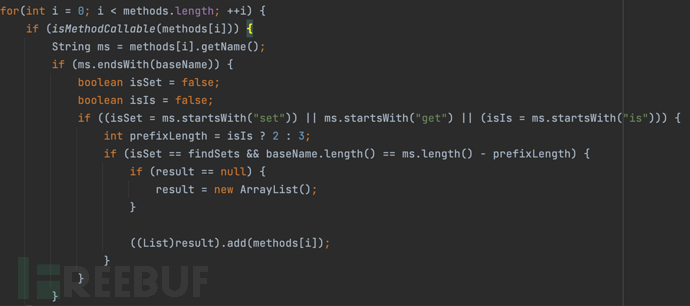 for(int i = 0; i < methods.length; ++i) {
    if (isMethodCallable(methods[i])) {
        String ms = methods[i].getName();
        if (ms.endsWith(baseName)) {
            boolean isSet = false;
            boolean isIs = false;
            if ((isSet = ms.startsWith("set")) || ms.startsWith("get") || (isIs = ms.startsWith("is"))) {
                int prefixLength = isIs ? 2 : 3;
                if (isSet == findSets && baseName.length() == ms.length() - prefixLength) {
                    if (result == null) {
                        result = new ArrayList();
                    }

                    ((List)result).add(methods[i]);
                }
            }
        }
FREEBUF